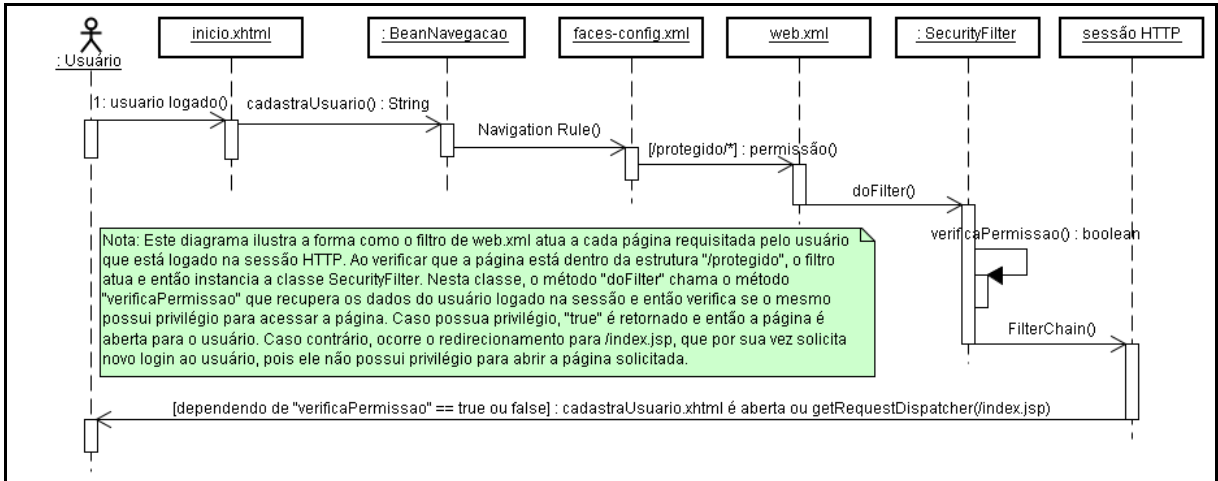 inicio.xhtml
: BeanNavegacao
faces-config.xml
web.xml
: SecurityFilter
sessão HTTP
: Usuário
1: usuario logado()
cadastraUsuario() : String
Navigation Rule()
[/protegido/*] : permissão()
doFilter()
verificaPermissao() : boolean
Nota: Este diagrama ilustra a forma como o filtro de web.xml atua a cada página requisitada pelo usuário
que está logado na sessão HTTP. Ao verificar que a página está dentro da estrutura "/protegido", o filtro
atua e então instancia a classe SecurityFilter. Nesta classe, o método "doFilter" chama o método
"verificaPermissao" que recupera os dados do usuário logado na sessão e então verifica se o mesmo
possui privilégio para acessar a página. Caso possua privilégio, "true" é retornado e então a página é
aberta para o usuário. Caso contrário, ocorre o redirecionamento para /index.jsp, que por sua vez solicita
novo login ao usuário, pois ele não possui privilégio para abrir a página solicitada.
FilterChain()
[dependendo de "verificaPermissao" == true ou false] : cadastraUsuario.xhtml é aberta ou getRequestDispatcher(/index.jsp)